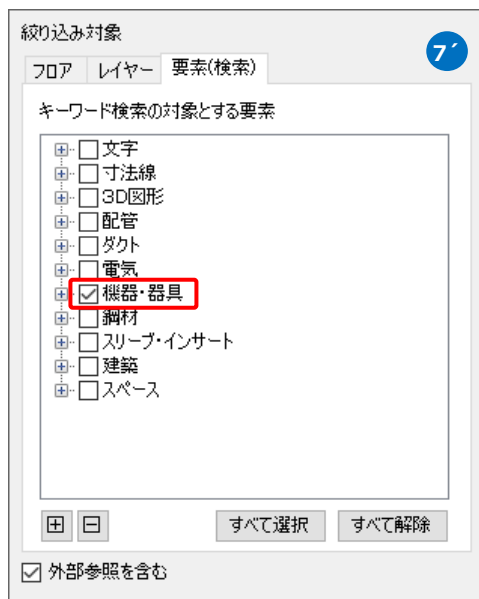 絞り込み対象
7´
フロア レイヤー 要素(検索)
キーワード検索の対象とする要素
文字
寸法線
3D図形
配管
ダクト
電気
機器・器具
鋼材
スリーブ・インサート
建築
スペース
すべて選択 すべて解除
外部参照を含む